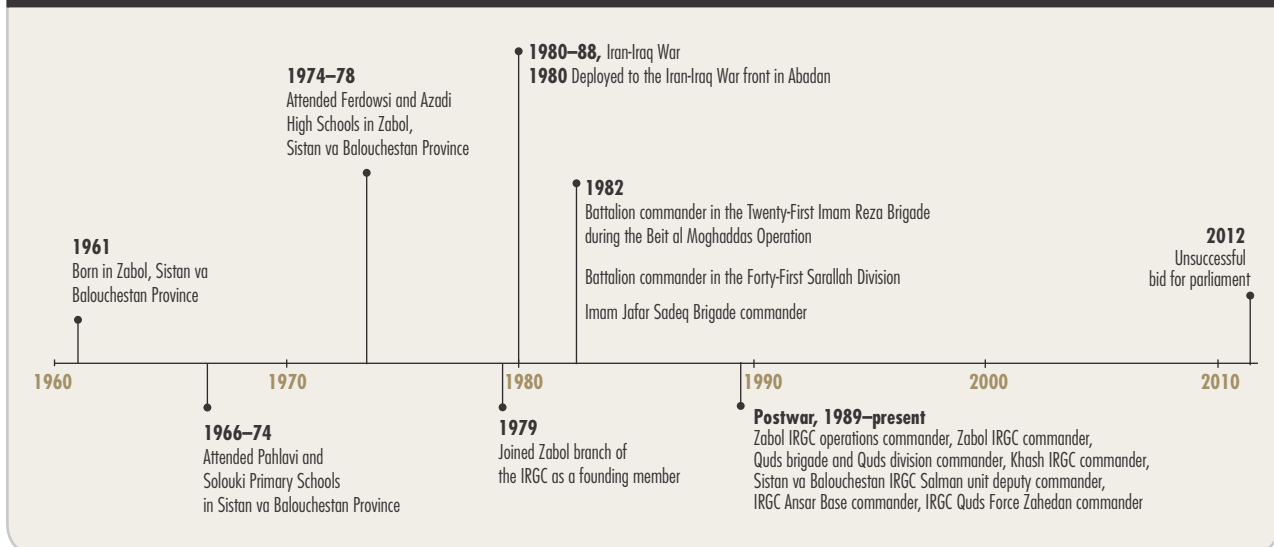 1980–88, Iran-Iraq War
1980 Deployed to the Iran-Iraq War front in Abadan
1974–78
Attended Ferdowsi and Azadi
High Schools in Zabol,
Sistan va Balouchestan Province
1982
Battalion commander in the Twenty-First Imam Reza Brigade
during the Beit al Moghaddas Operation
Battalion commander in the Forty-First Sarallah Division
Imam Jafar Sadeq Brigade commander
1961
Born in Zabol, Sistan va
Balouchestan Province
2012
Unsuccessful
bid for parliament
1960
1970
1980
1990
2000
2010
1966–74
Attended Pahlavi and
Solouki Primary Schools
in Sistan va Balouchestan Province
1979
Joined Zabol branch of
the IRGC as a founding member
Postwar, 1989–present
Zabol IRGC operations commander, Zabol IRGC commander,
Quds brigade and Quds division commander, Khash IRGC commander,
Sistan va Balouchestan IRGC Salman unit deputy commander,
IRGC Ansar Base commander, IRGC Quds Force Zahedan commander